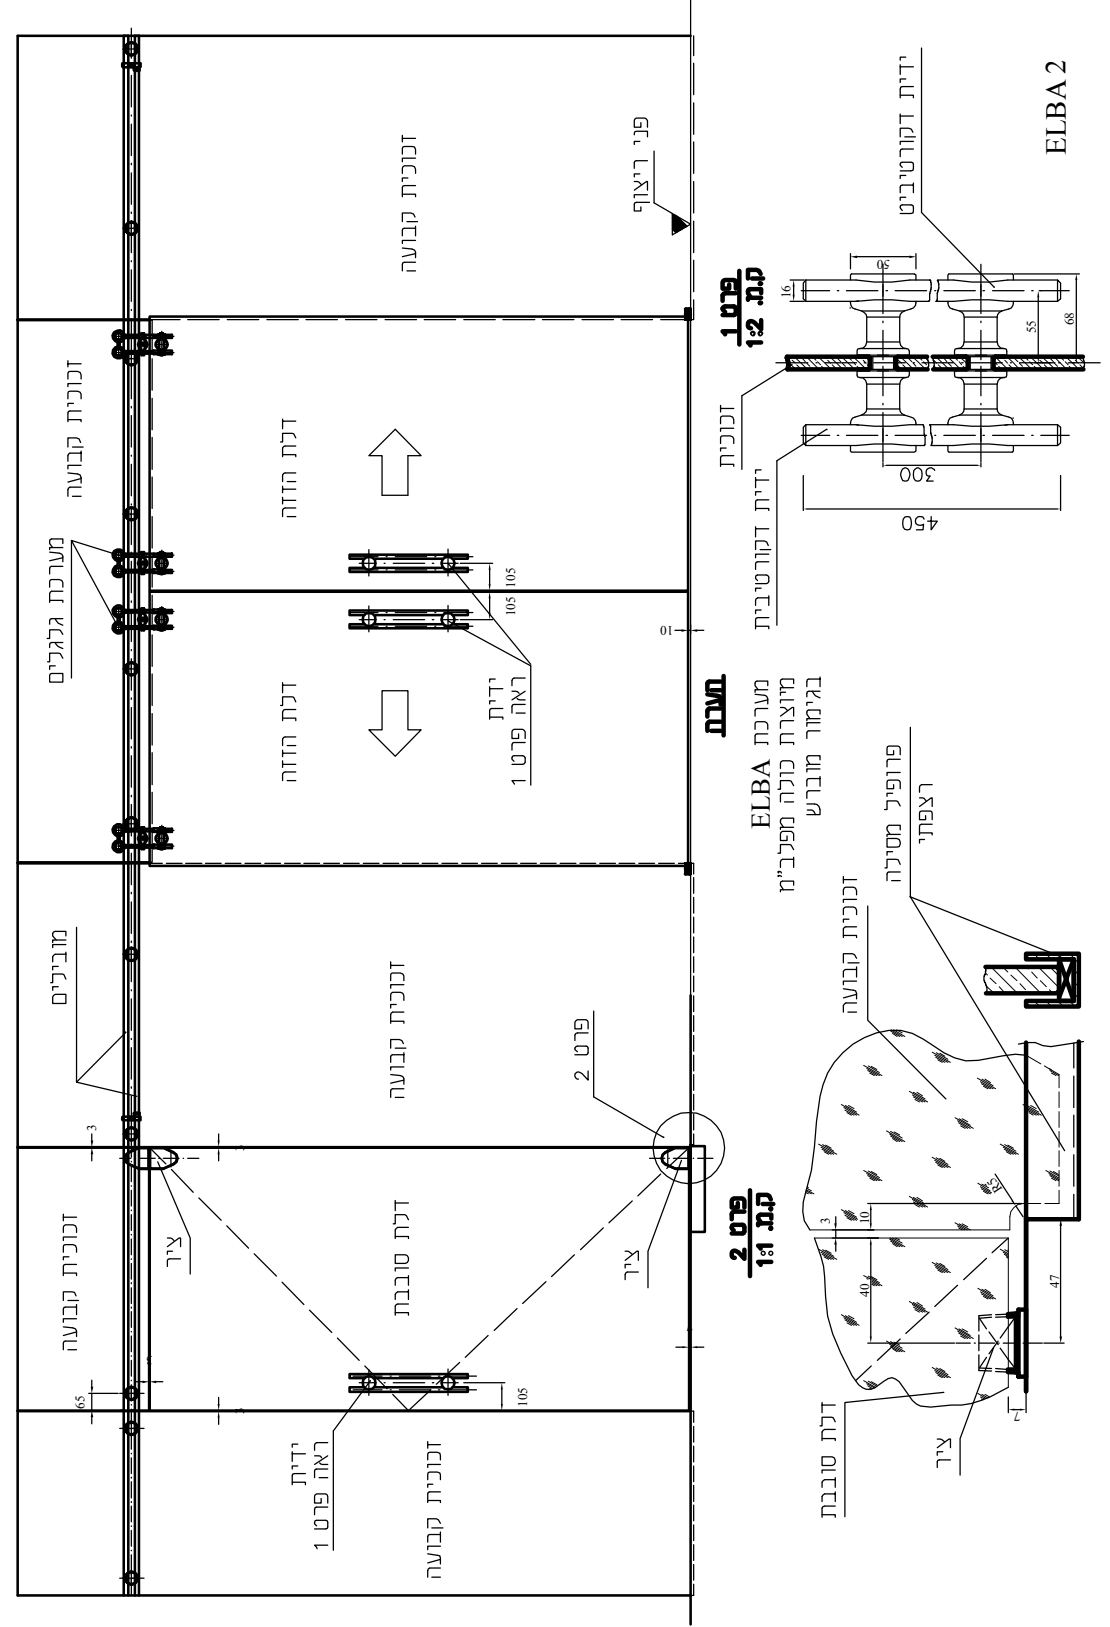 זכוכית קבועה
3
65
זכוכית קבועה
ידית
ראה פרט 1
ציר
דלת סובבת
105
ציר
מובילים
זכוכית קבועה
פרט 2
מערכת גלגלים
זכוכית קבועה
דלת הזזה
דלת הזזה
ידית
ראה פרט 1
105
105
10
זכוכית קבועה
פני ריצוף
פרט 2
ק.מ. 1:1
דלת סובבת
ציר
7
40
3
10
R5
47
זכוכית קבועה
פרופיל מסילה
רצפתי
הערה
מערכת ELBA
מיוצרת כולה מפלב"מ
בגימור מוברש
פרט 1
ק.מ. 1:2
זכוכית
ידית דקורטיבית
450
300
16
50
55
68
ידית דקורטיביט
ELBA 2